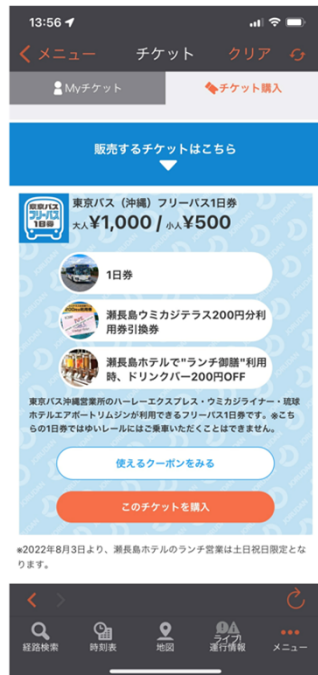 13:56
メニュー チケット クリア
Myチケット チケット購入
販売するチケットはこちら
東京バス
フリーパス
1日券
東京バス（沖縄）フリーパス1日券
大人¥1,000 / 小人¥500
1日券
瀬長島ウミカジテラス200円分利
用券引換券
瀬長島ホテルで"ランチ御膳"利用
時、ドリンクバー200円OFF
東京バス沖縄営業所のハーレーエクスプレス・ウミカジライナー・琉球
ホテルエアポートリムジンが利用できるフリーパス1日券です。※こち
らの1日券ではゆいレールにはご乗車いただくことはできません。
使えるクーポンをみる
このチケットを購入
※2022年8月3日より、瀬長島ホテルのランチ営業は土日祝日限定とな
ります。
経路検索 時刻表 地図 ライブ!運行情報 メニュー